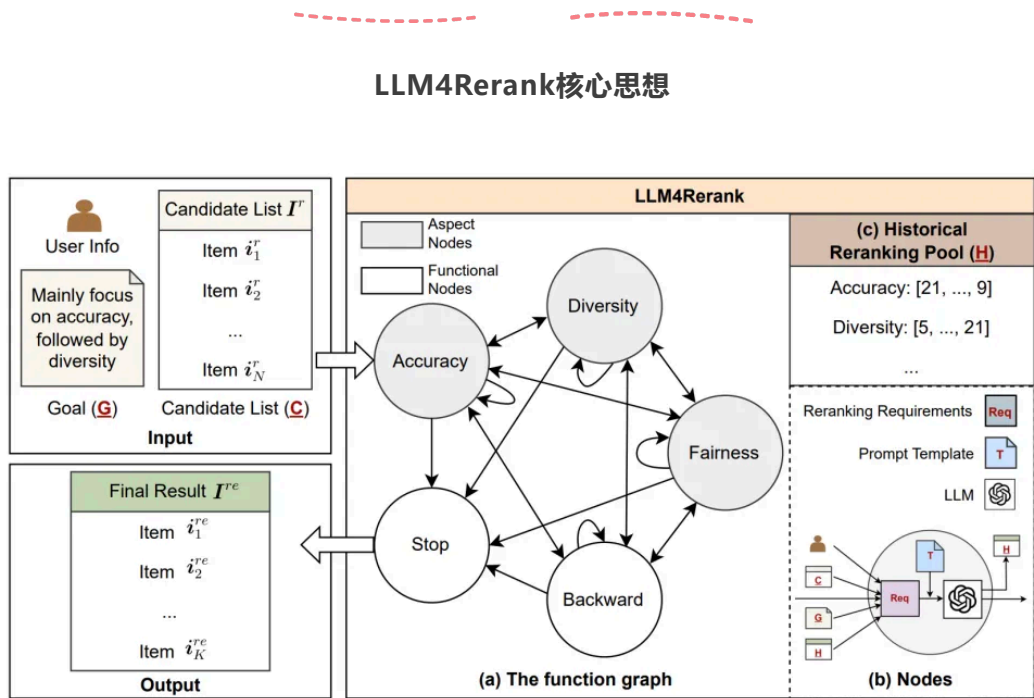 LLM4Rerank核心思想
User Info
Mainly focus
on accuracy,
followed by
diversity
Goal (G)
Candidate List I^r
Item i_1^r
Item i_2^r
...
Item i_N^r
Candidate List (C)
Input
Final Result I^{re}
Item i_1^{re}
Item i_2^{re}
...
Item i_K^{re}
Output
LLM4Rerank
Aspect
Nodes
Functional
Nodes
Diversity
Accuracy
Fairness
Stop
Backward
(a) The function graph
(c) Historical
Reranking Pool (H)
Accuracy: [21, ..., 9]
Diversity: [5, ..., 21]
...
Reranking Requirements
Req
Prompt Template
T
LLM
T
H
C
Req
G
H
(b) Nodes